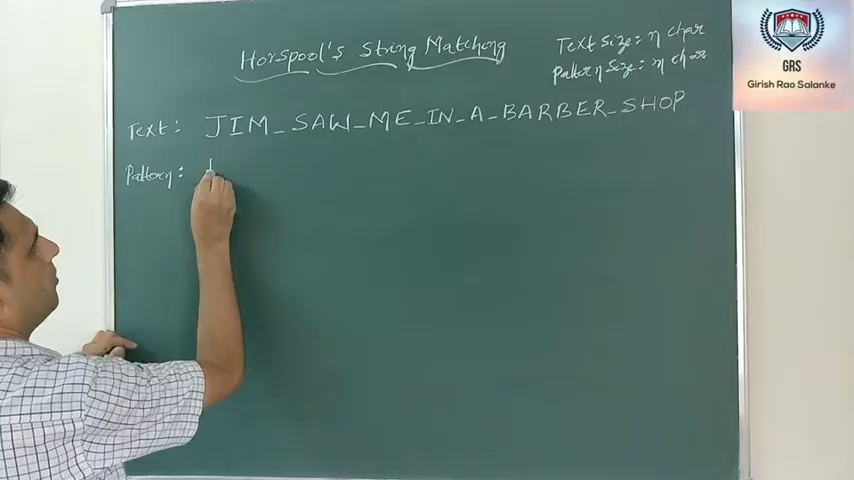 Horspool's String Matching
Text Size: n char
Pattern Size: m char
Text: JIM_SAW_ME_IN_A_BARBER_SHOP
Pattern:
GRS
Girish Rao Salanke